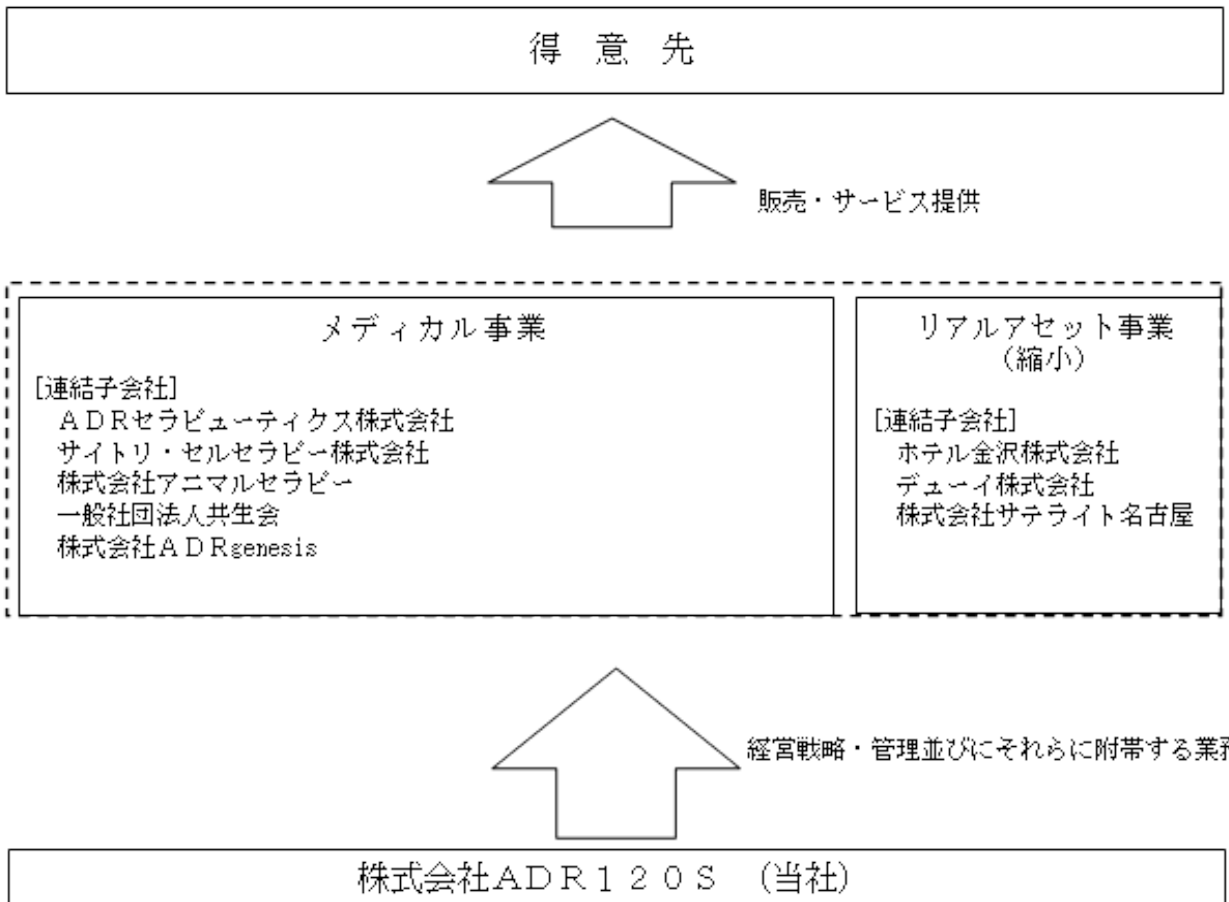 得 意 先
販売・サービス提供
メディカル事業
[連結子会社]
ADRセラピューティクス株式会社
サイトリ・セルセラピー株式会社
株式会社アニマルセラピー
一般社団法人共生会
株式会社ADRgenesis
リアルアセット事業
(縮小)
[連結子会社]
ホテル金沢株式会社
デューイ株式会社
株式会社サテライト名古屋
経営戦略・管理並びにそれらに附帯する業務
株式会社ADR120S (当社)